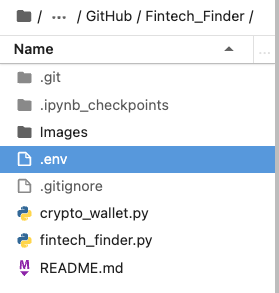 / ... / GitHub / Fintech_Finder /
Name
.git
.ipynb_checkpoints
Images
.env
.gitignore
crypto_wallet.py
fintech_finder.py
M README.md